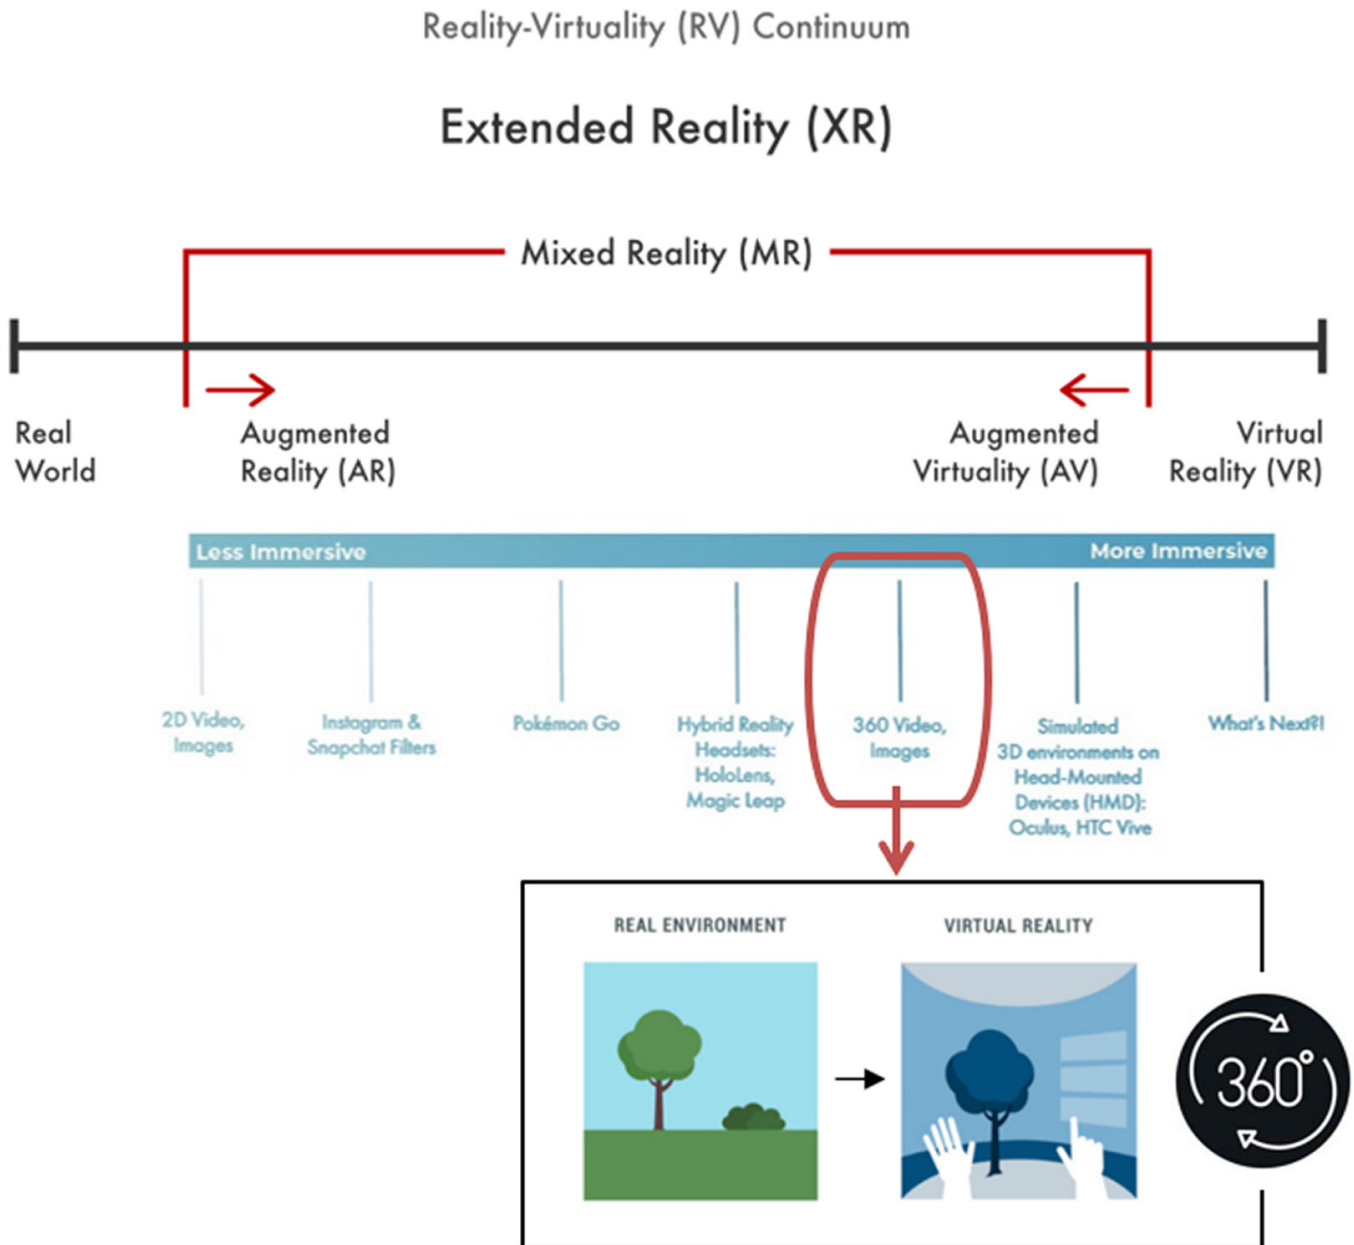 Reality-Virtuality (RV) Continuum
Extended Reality (XR)
Mixed Reality (MR)
Real
World
Augmented
Reality (AR)
Augmented
Virtuality (AV)
Virtual
Reality (VR)
Less Immersive
More Immersive
2D Video,
Images
Instagram &
Snapchat Filters
Pokémon Go
Hybrid Reality
Headsets:
HoloLens,
Magic Leap
360 Video,
Images
Simulated
3D environments on
Head-Mounted
Devices (HMD):
Oculus, HTC Vive
What's Next?!
REAL ENVIRONMENT
VIRTUAL REALITY
360°